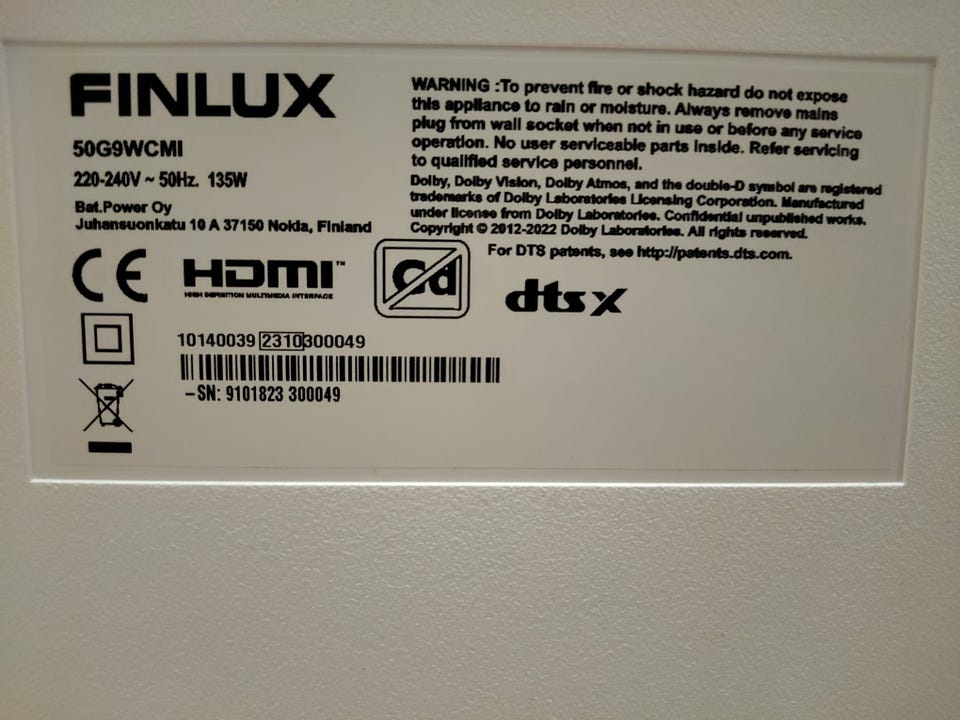 FINLUX
50G9WCMI
220-240V ~ 50Hz. 135W
Bat.Power Oy
Juhansuonkatu 10 A 37150 Nokia, Finland
WARNING :To prevent fire or shock hazard do not expose
this appliance to rain or moisture. Always remove mains
plug from wall socket when not in use or before any service
operation. No user serviceable parts inside. Refer servicing
to qualified service personnel.
Dolby, Dolby Vision, Dolby Atmos, and the double-D symbol are registered
trademarks of Dolby Laboratories Licensing Corporation. Manufactured
under license from Dolby Laboratories. Confidential unpublished works.
Copyright © 2012-2022 Dolby Laboratories. All rights reserved.
For DTS patents, see http://patents.dts.com.
CE
HDMI™
HIGH DEFINITION MULTIMEDIA INTERFACE
Cd
dts X
10140039 2310300049
–SN: 9101823 300049